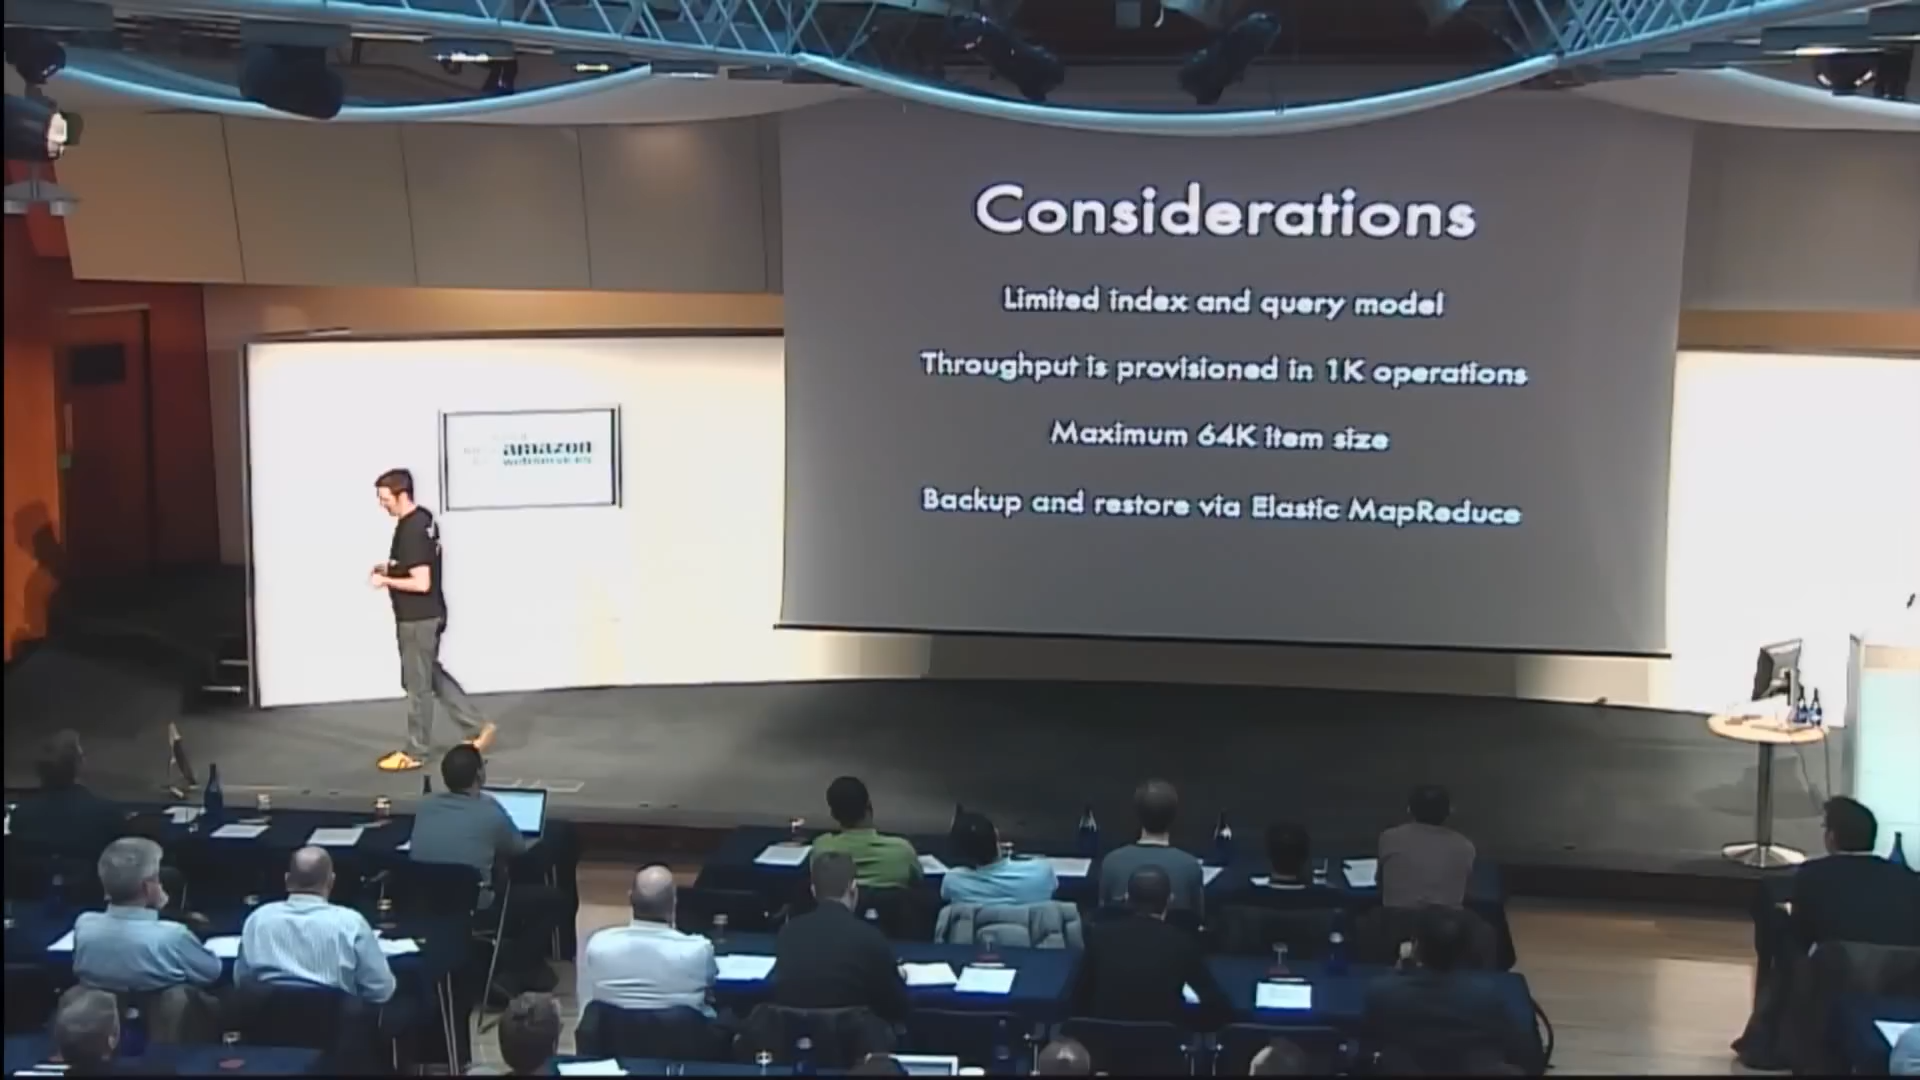 Considerations
Limited index and query model
Throughput is provisioned in 1K operations
Maximum 64K item size
Backup and restore via Elastic MapReduce
amazon
webservices